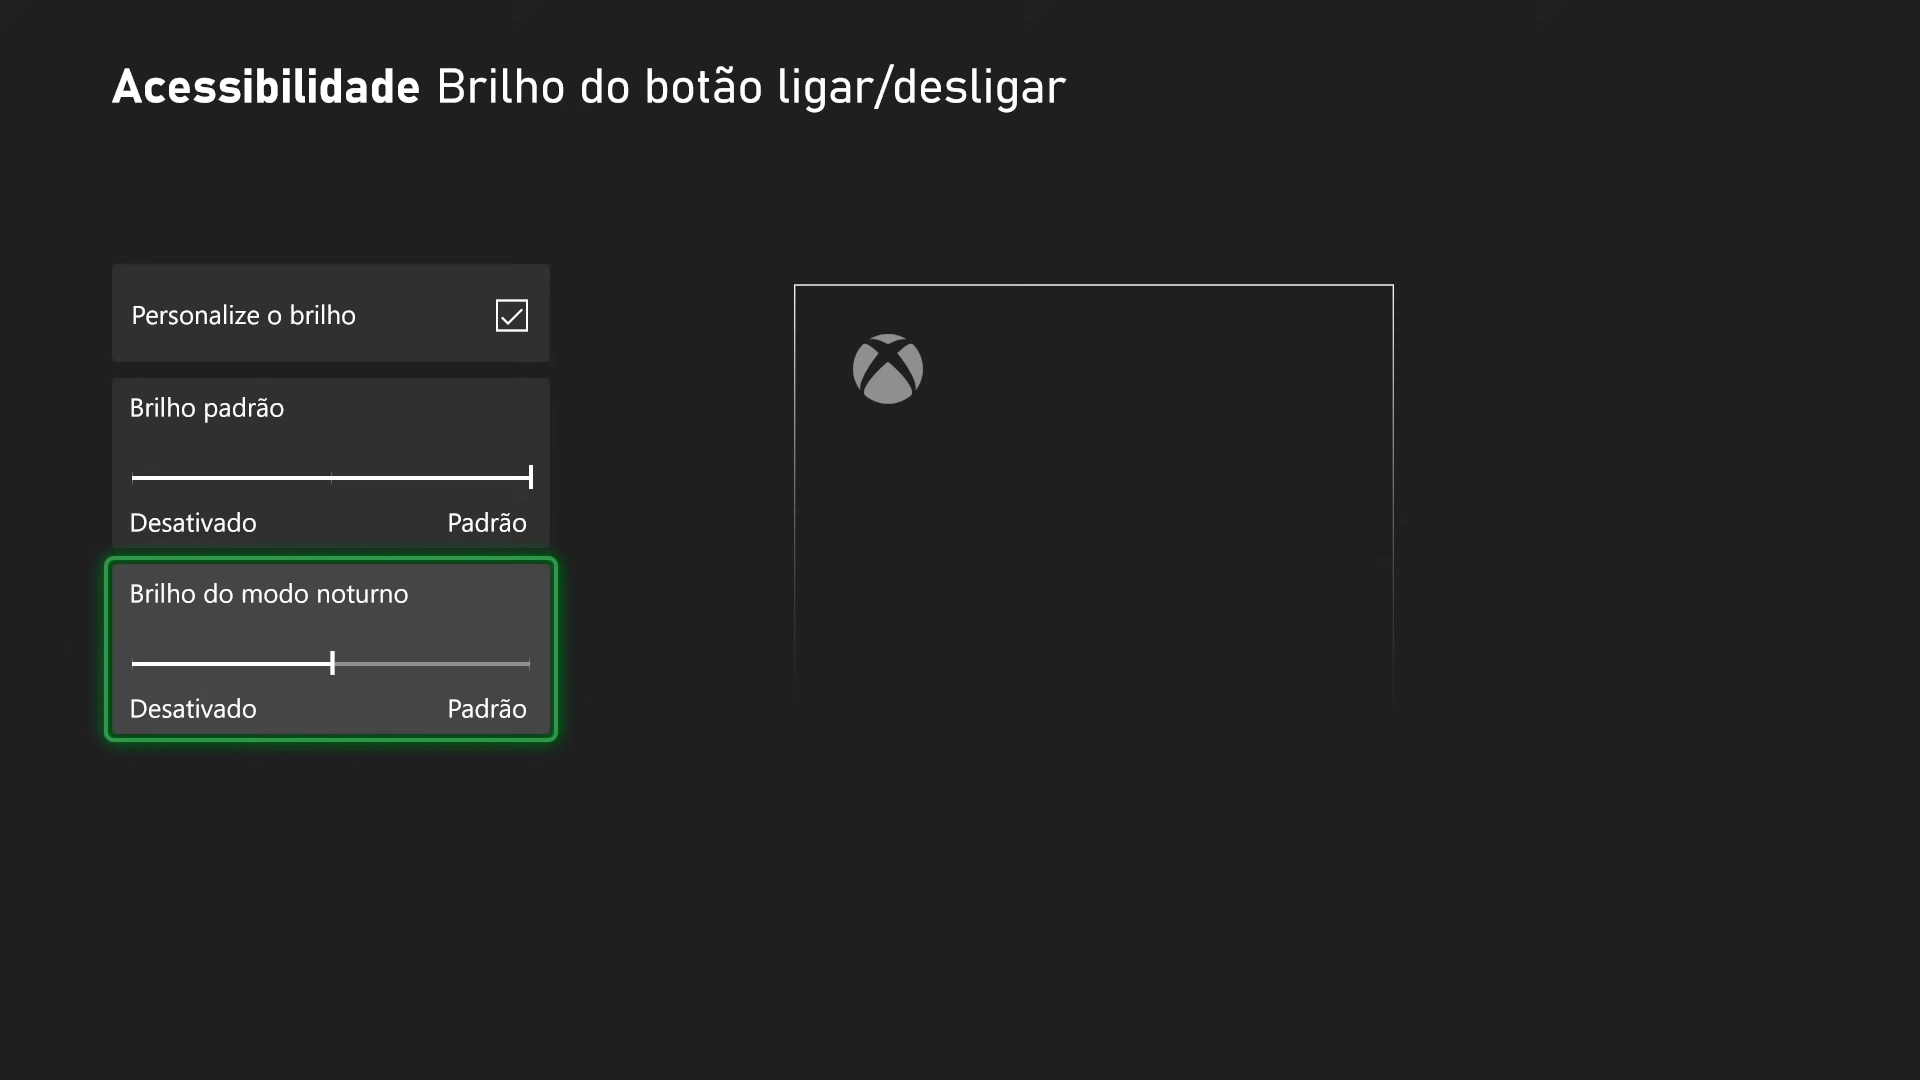 Acessibilidade Brilho do botão ligar/desligar
Personalize o brilho
Brilho padrão
Desativado Padrão
Brilho do modo noturno
Desativado Padrão